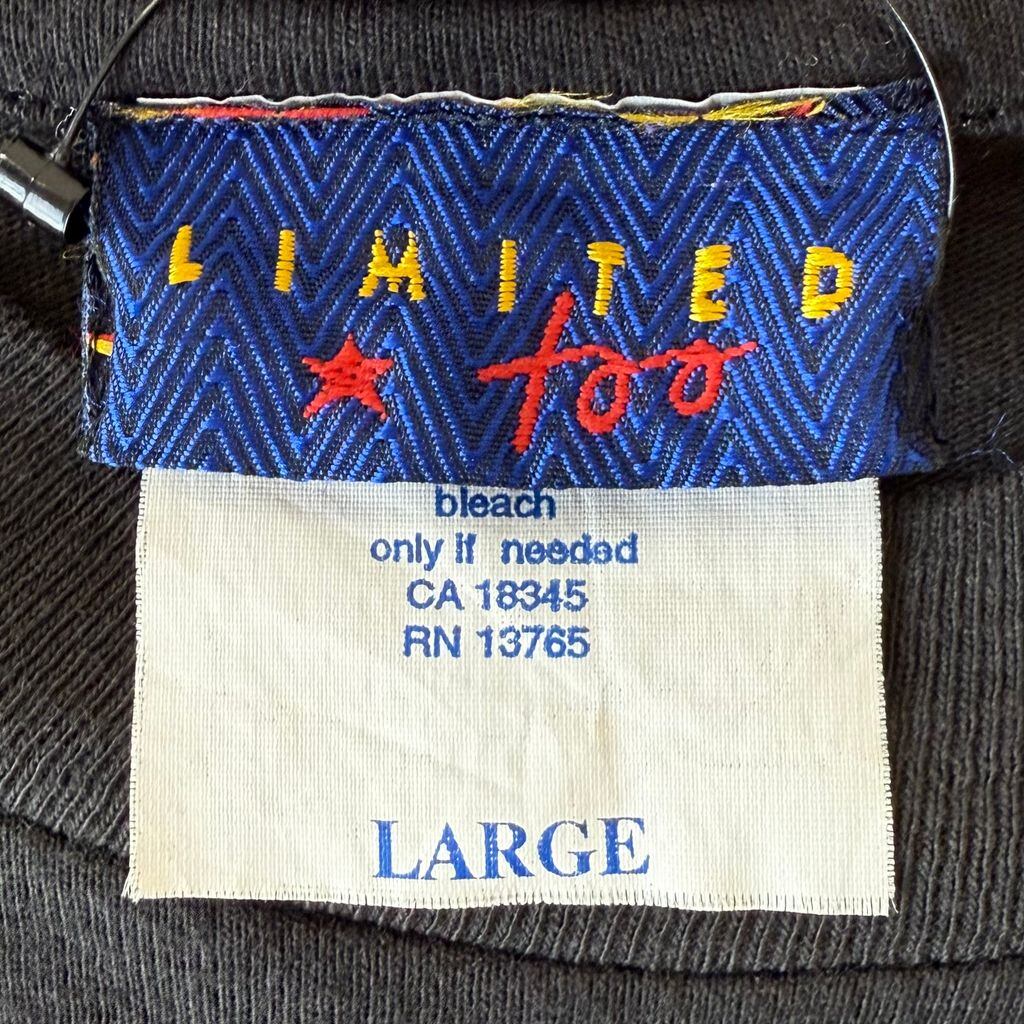 LIMITED
too
bleach
only if needed
CA 18345
RN 13765
LARGE